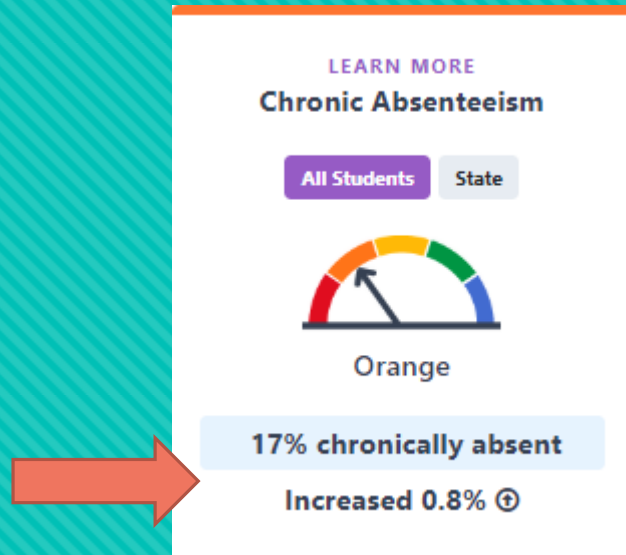 LEARN MORE
Chronic Absenteeism
All Students State
Orange
17% chronically absent
Increased 0.8%